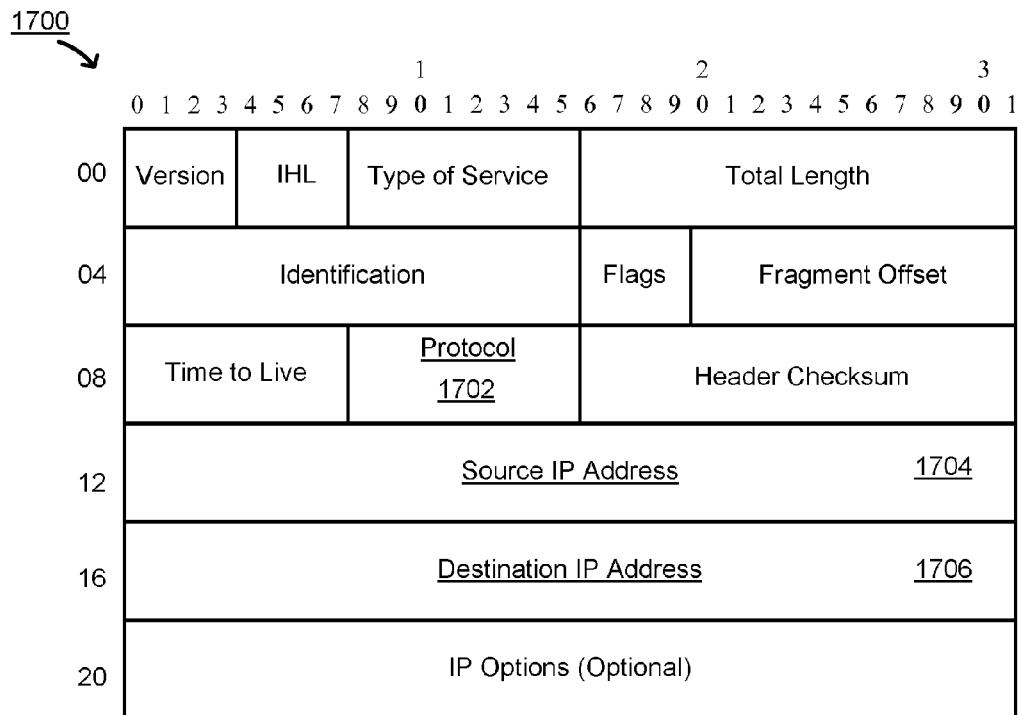 1700
1 2 3
0 1 2 3 4 5 6 7 8 9 0 1 2 3 4 5 6 7 8 9 0 1 2 3 4 5 6 7 8 9 0 1
00 Version IHL Type of Service Total Length
04 Identification Flags Fragment Offset
08 Time to Live Protocol 1702 Header Checksum
12 Source IP Address 1704
16 Destination IP Address 1706
20 IP Options (Optional)